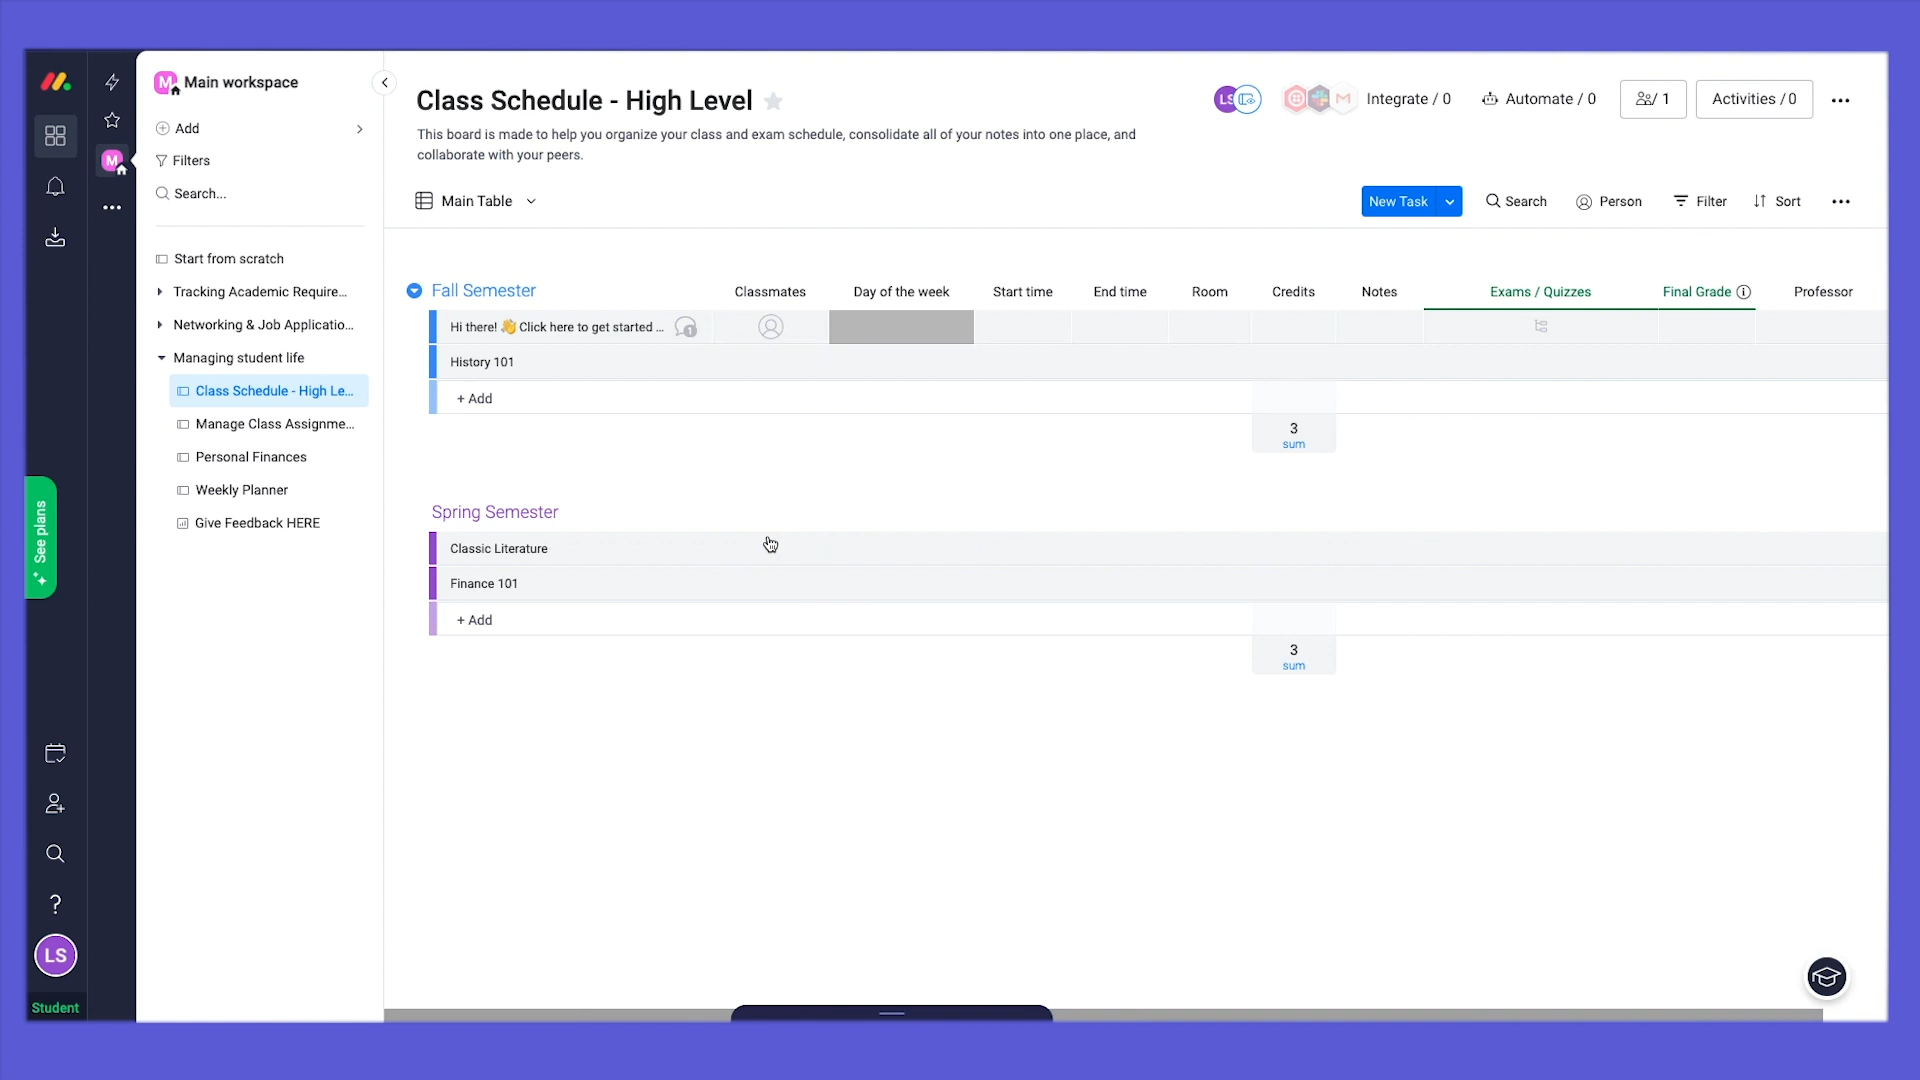 M Main workspace
Add
Filters
Search...
Start from scratch
Tracking Academic Require...
Networking & Job Applicatio...
Managing student life
Class Schedule - High Le...
Manage Class Assignme...
Personal Finances
Weekly Planner
Give Feedback HERE
M
See plans
LS
Student
Class Schedule - High Level
This board is made to help you organize your class and exam schedule, consolidate all of your notes into one place, and
collaborate with your peers.
LS
Integrate / 0
Automate / 0
/ 1
Activities / 0
Main Table
New Task
Search
Person
Filter
Sort
Fall Semester
Classmates
Day of the week
Start time
End time
Room
Credits
Notes
Exams / Quizzes
Final Grade
Professor
Hi there! 👋 Click here to get started ...
1
History 101
+ Add
3
sum
Spring Semester
Classic Literature
Finance 101
+ Add
3
sum